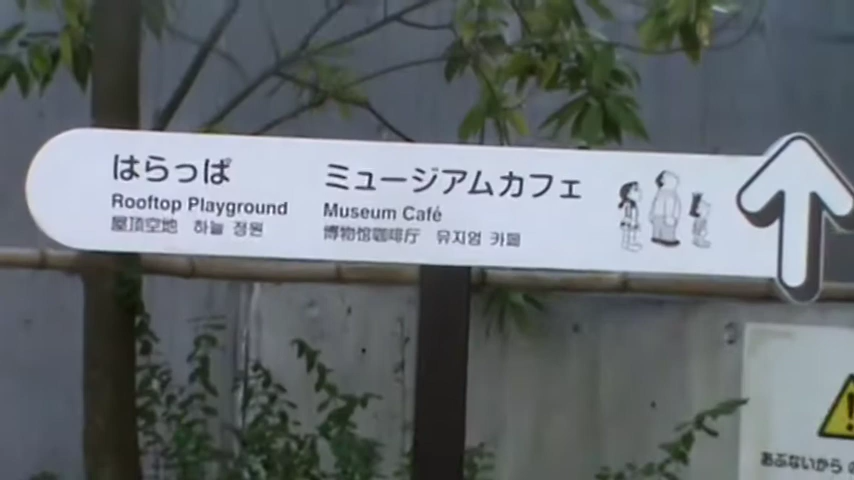 はらっぱ
Rooftop Playground
屋頂空地 하늘 정원
ミュージアムカフェ
Museum Café
博物馆咖啡厅 뮤지엄 카페
あぶないから